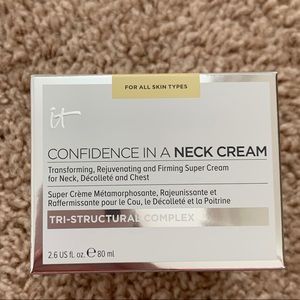 FOR ALL SKIN TYPES
it
CONFIDENCE IN A NECK CREAM
Transforming, Rejuvenating and Firming Super Cream
for Neck, Décolleté and Chest
Super Crème Métamorphosante, Rajeunissante et
Raffermissante pour le Cou, le Décolleté et la Poitrine
TRI-STRUCTURAL COMPLEX
2.6 US fl. oz. ℮ 80 ml